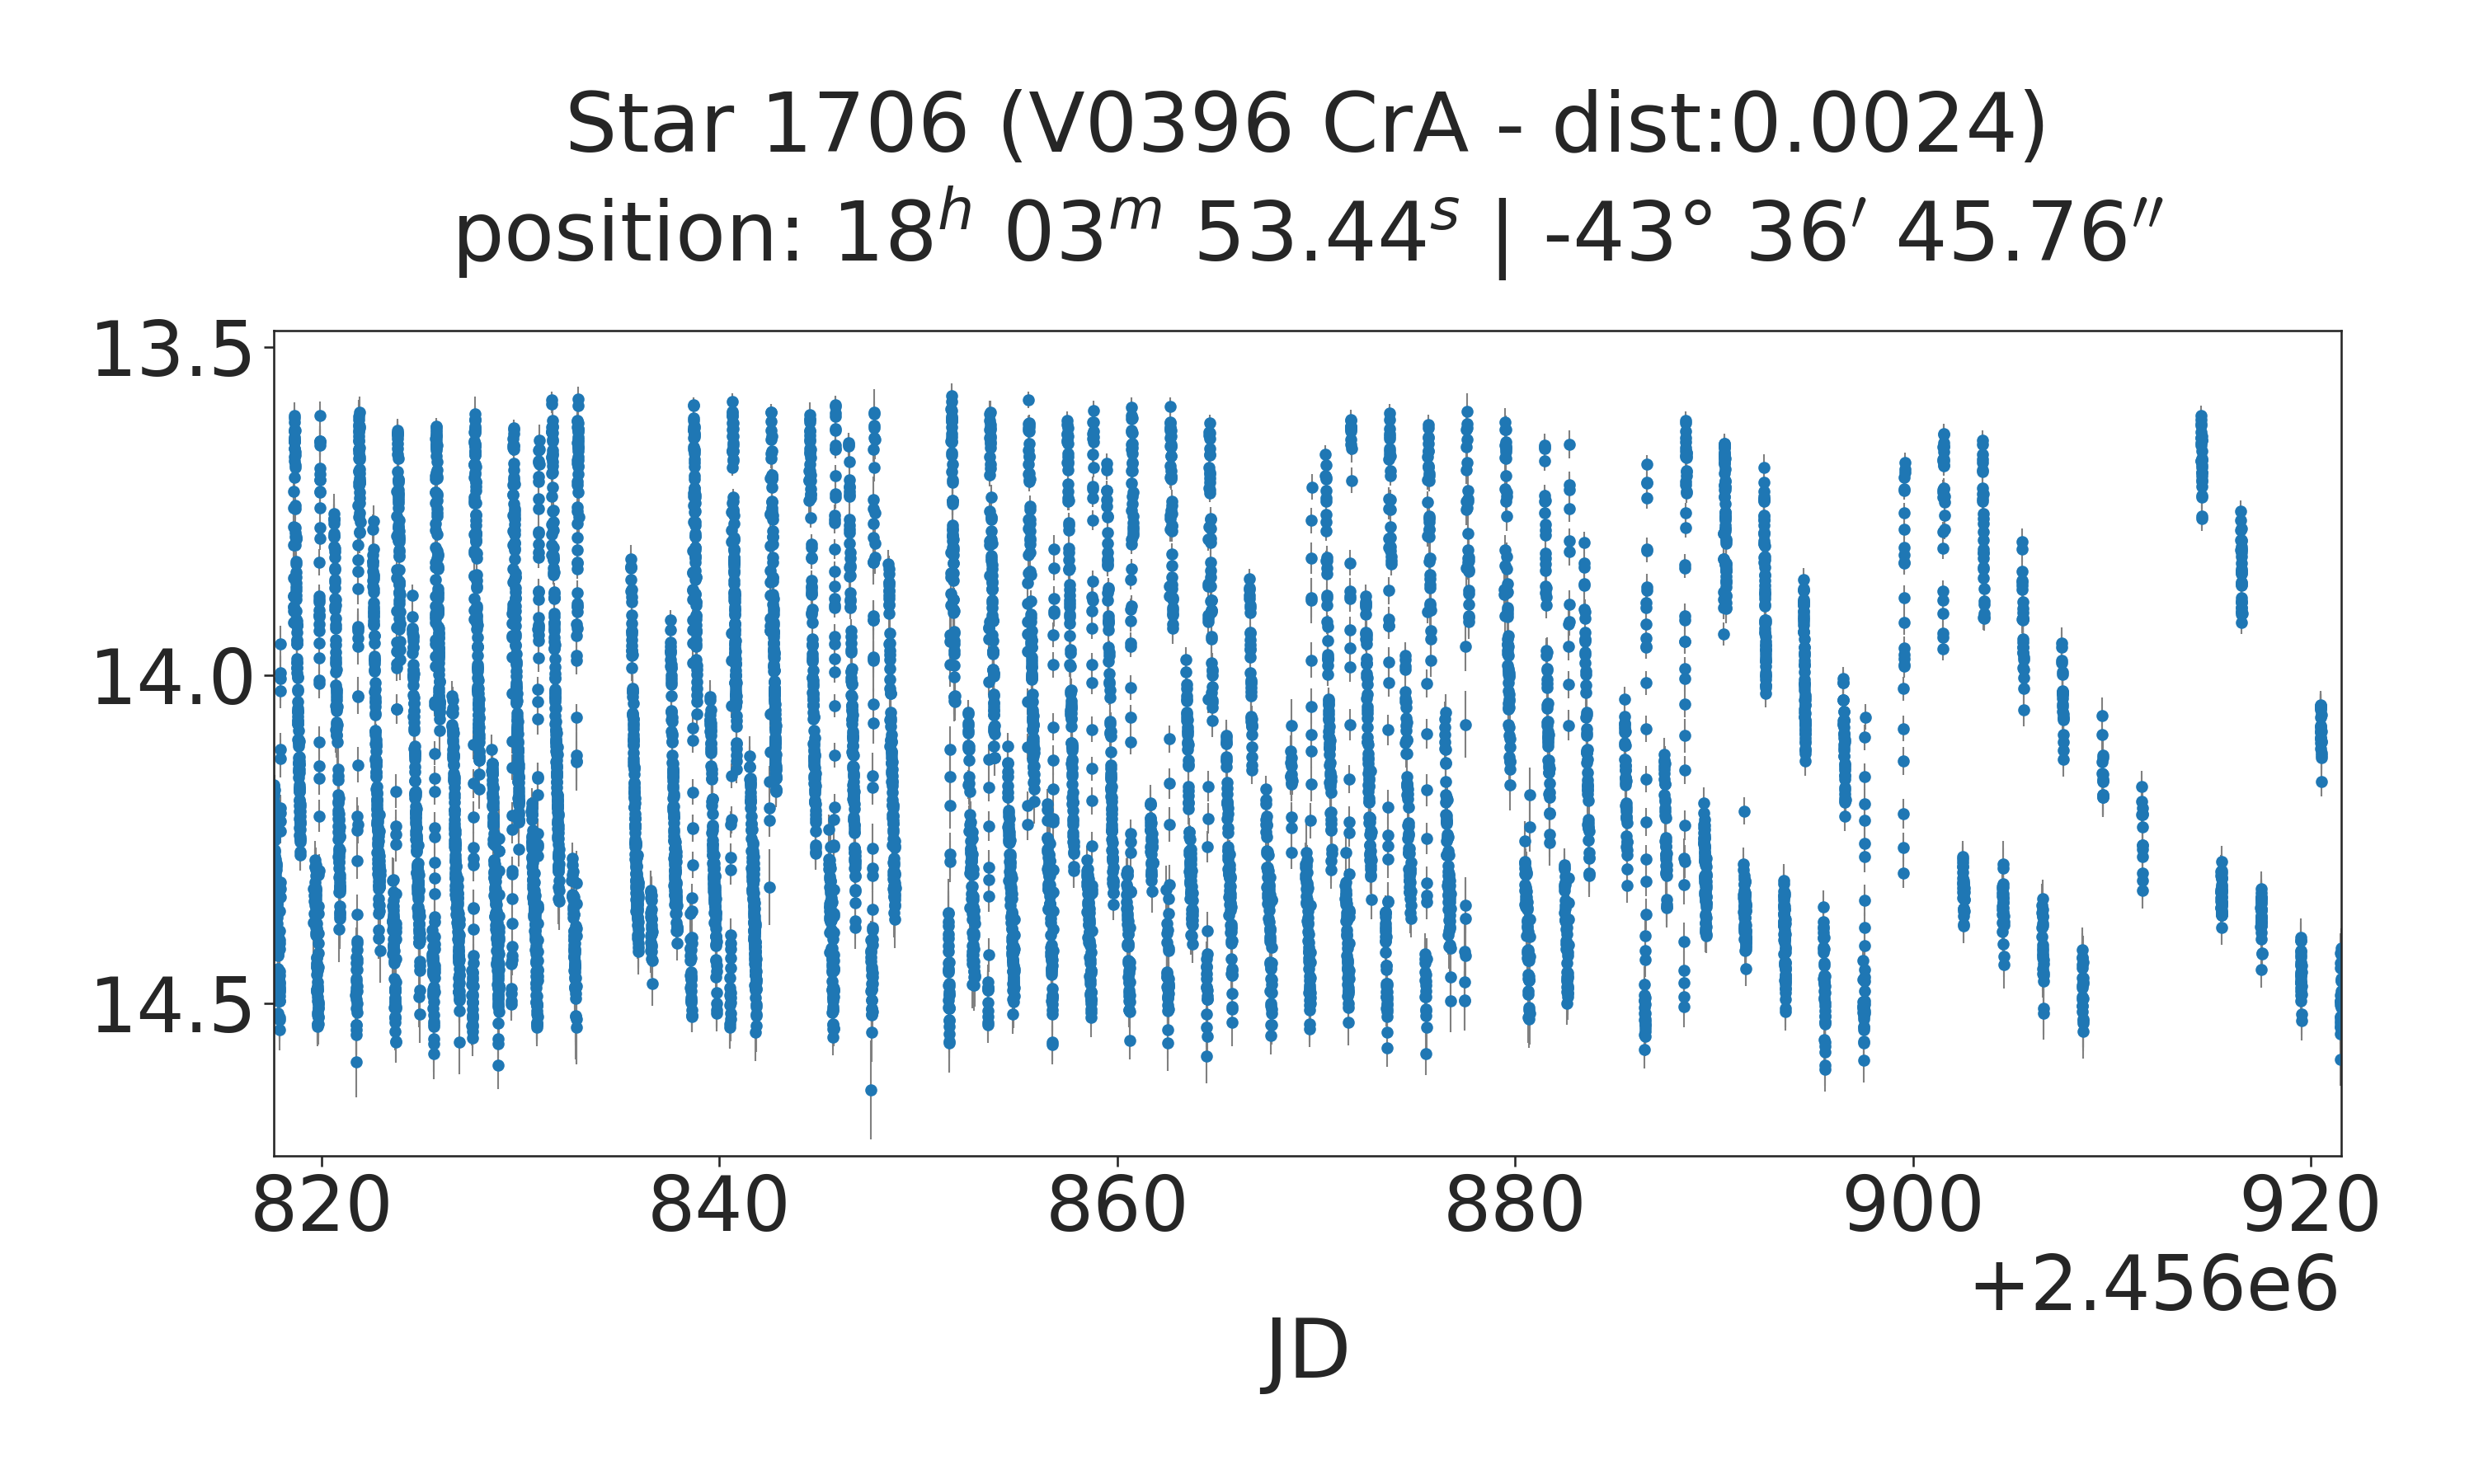 Star 1706 (V0396 CrA - dist:0.0024)
position: 18h 03m 53.44s | -43° 36′ 45.76′′
13.5
14.0
14.5
820 840 860 880 900 920
+2.456e6
JD